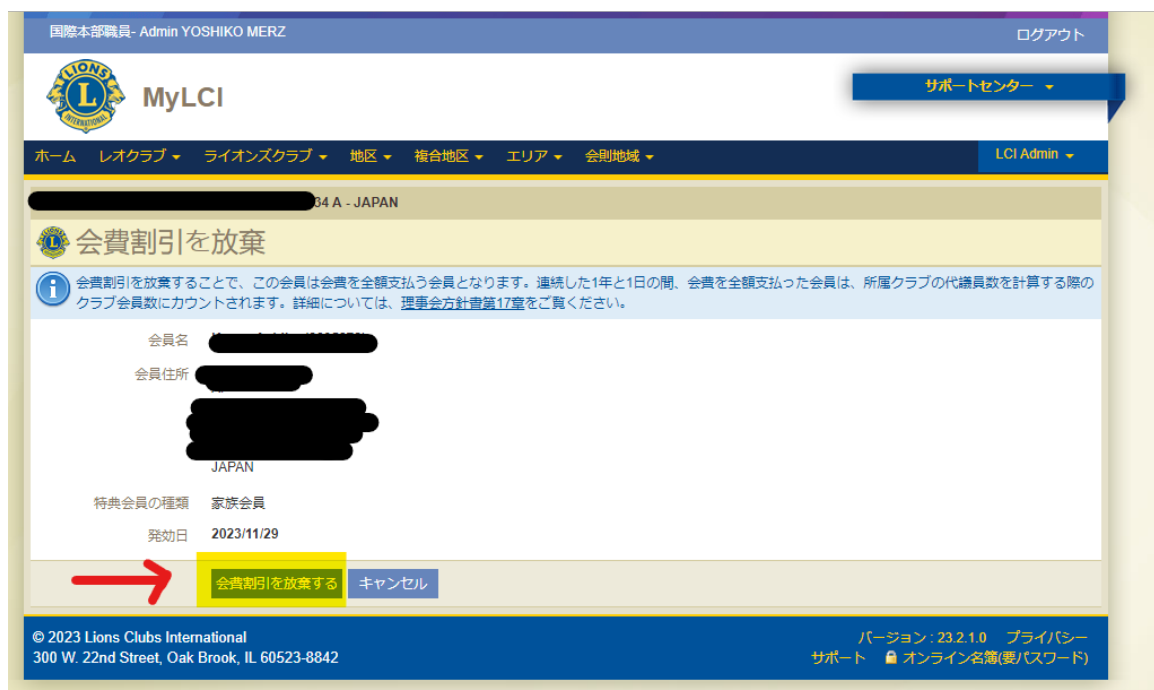 国際本部職員- Admin YOSHIKO MERZ
ログアウト
LIONS
L
INTERNATIONAL
MyLCI
サポートセンター
ホーム レオクラブ ライオンズクラブ 地区 複合地区 エリア 会則地域 LCI Admin
34 A - JAPAN
会費割引を放棄
会費割引を放棄することで、この会員は会費を全額支払う会員となります。連続した1年と1日の間、会費を全額支払った会員は、所属クラブの代議員数を計算する際の
クラブ会員数にカウントされます。詳細については、理事会方針書第17章をご覧ください。
会員名
会員住所
JAPAN
特典会員の種類 家族会員
発効日 2023/11/29
会費割引を放棄する キャンセル
© 2023 Lions Clubs International
300 W. 22nd Street, Oak Brook, IL 60523-8842
バージョン : 23.2.1.0 プライバシー
サポート オンライン名簿(要パスワード)